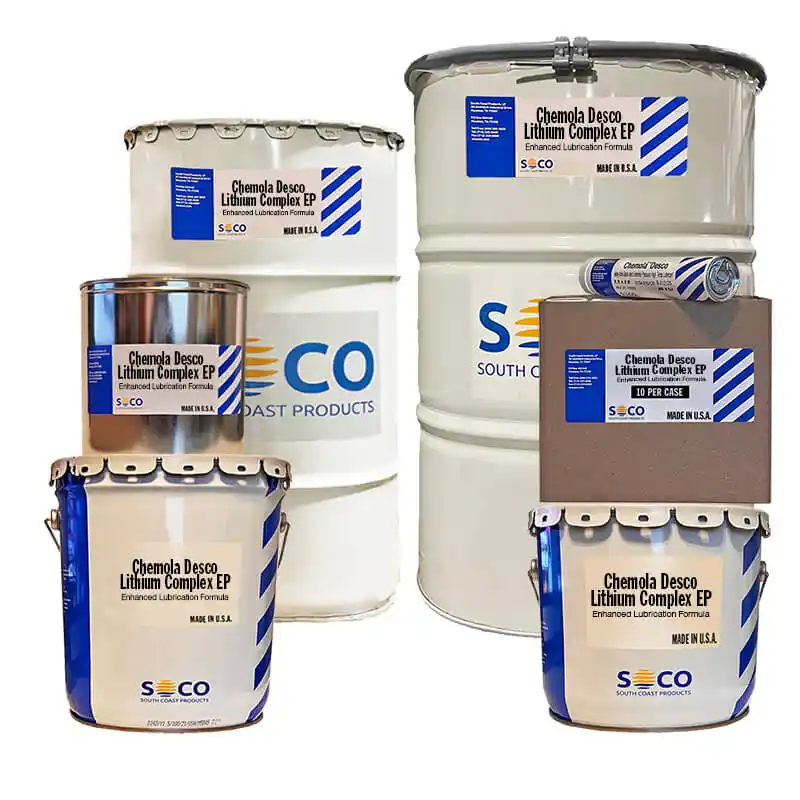 Chemola Desco
Lithium Complex EP
Enhanced Lubrication Formula
SOCO
MADE IN U.S.A.
Chemola Desco
Lithium Complex EP
Enhanced Lubrication Formula
SOCO
MADE IN U.S.A.
SOCO
SOUTH COAST PRODUCTS
Chemola Desco
Chemola Desco
Lithium Complex EP
Enhanced Lubrication Formula
SOCO
MADE IN U.S.A.
CO
COAST PRODUCTS
S
SOUTH C
Chemola Desco
Lithium Complex EP
Enhanced Lubrication Formula
10 PER CASE
SOCO
MADE IN U.S.A.
Chemola Desco
Lithium Complex EP
Enhanced Lubrication Formula
MADE IN U.S.A.
SOCO
SOUTH COAST PRODUCTS
Chemola Desco
Lithium Complex EP
Enhanced Lubrication Formula
MADE IN U.S.A.